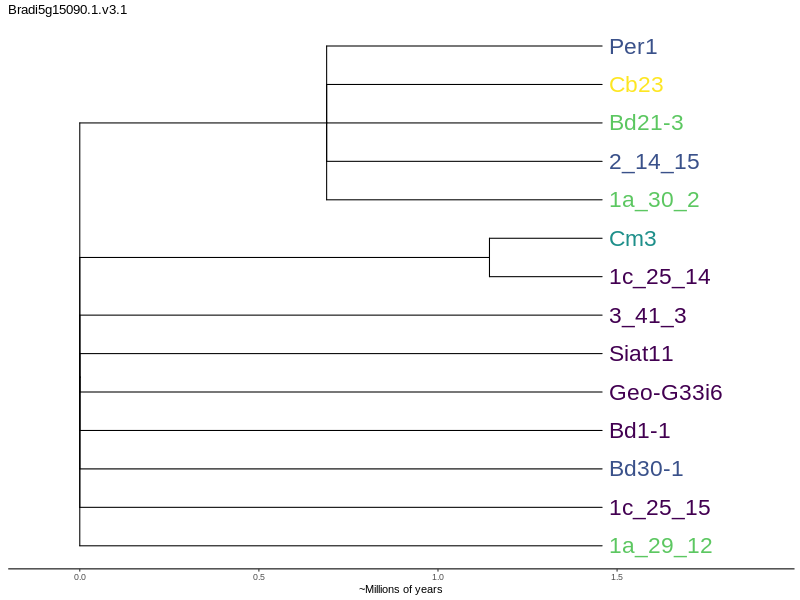 Bradi5g15090.1.v3.1
Per1
Cb23
Bd21-3
2_14_15
1a_30_2
Cm3
1c_25_14
3_41_3
Siat11
Geo-G33i6
Bd1-1
Bd30-1
1c_25_15
1a_29_12
0.0 0.5 1.0 1.5
~Millions of years